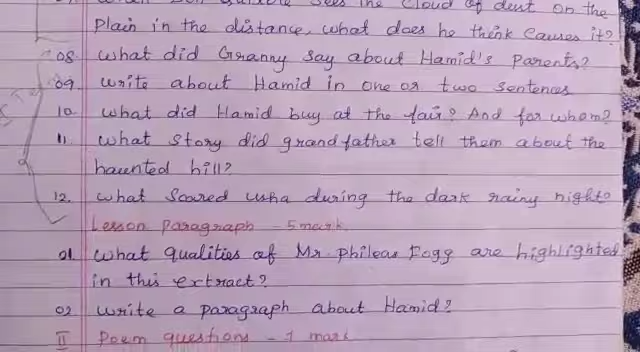 sees the cloud of dust on the
Plain in the distance, what does he think causes it?
08. what did Granny say about Hamid's parents?
09. write about Hamid in one or two sentences
10. what did Hamid buy at the fair? And for whom?
11. what story did grandfather tell them about the
haunted hill?
12. what scared usha during the dark rainy night?
Lesson paragraph - 5 mark
01. what qualities of Mr. phileas Fogg are highlighted
in this extract?
02 write a paragraph about Hamid?
II Poem questions - 1 mark